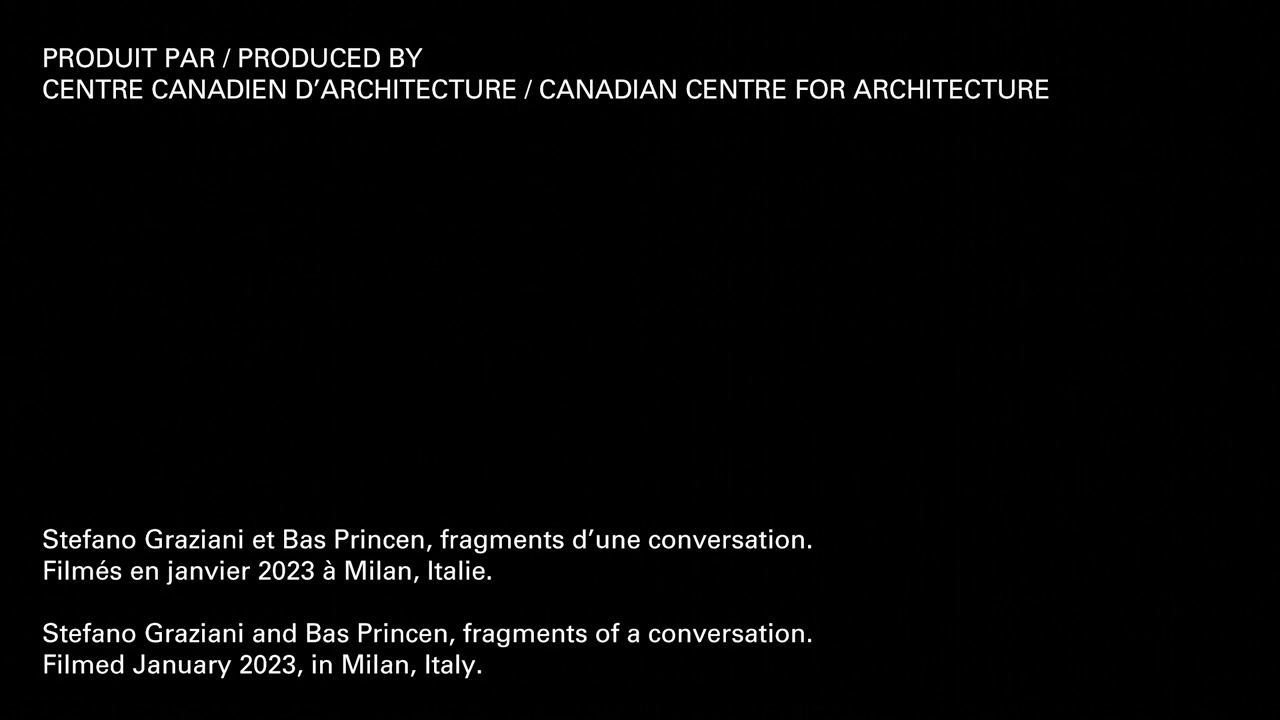 PRODUIT PAR / PRODUCED BY
CENTRE CANADIEN D’ARCHITECTURE / CANADIAN CENTRE FOR ARCHITECTURE
Stefano Graziani et Bas Princen, fragments d’une conversation.
Filmés en janvier 2023 à Milan, Italie.
Stefano Graziani and Bas Princen, fragments of a conversation.
Filmed January 2023, in Milan, Italy.